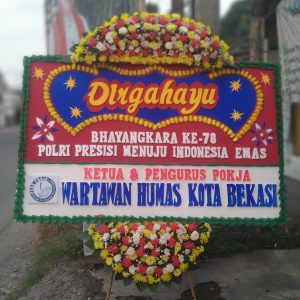 Dirgahayu
BHAYANGKARA KE-78
POLRI PRESISI MENUJU INDONESIA EMAS
KETUA & PENGURUS POKJA
WARTAWAN HUMAS KOTA BEKASI